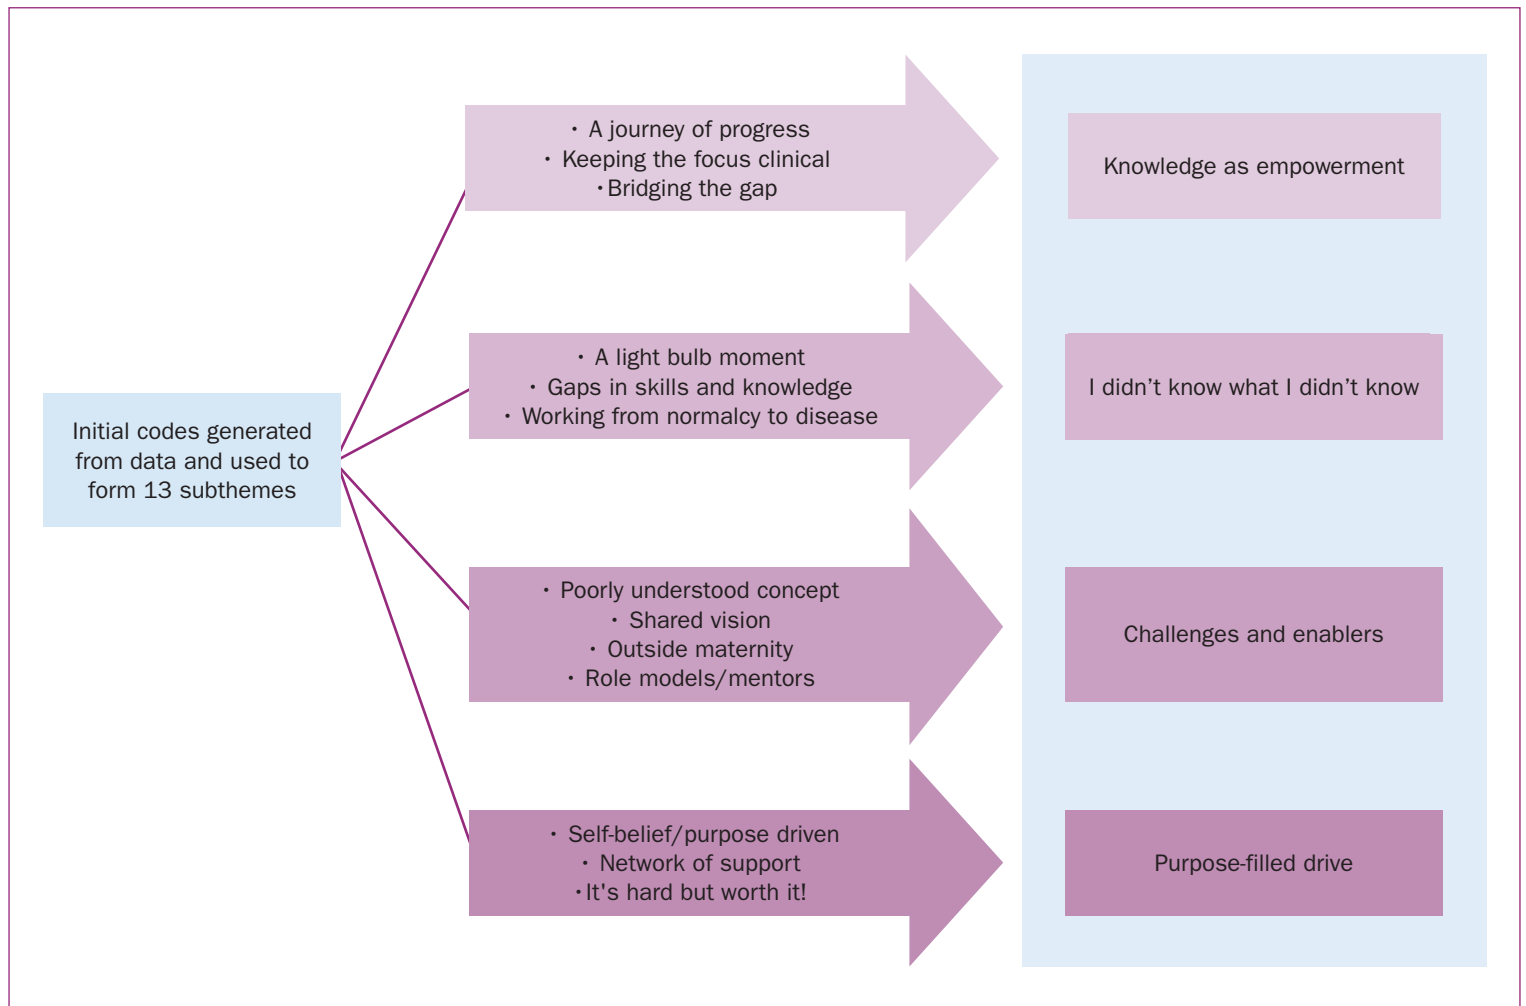 Initial codes generated
from data and used to
form 13 subthemes
• A journey of progress
• Keeping the focus clinical
• Bridging the gap
Knowledge as empowerment
• A light bulb moment
• Gaps in skills and knowledge
• Working from normalcy to disease
I didn’t know what I didn’t know
• Poorly understood concept
• Shared vision
• Outside maternity
• Role models/mentors
Challenges and enablers
• Self-belief/purpose driven
• Network of support
• It's hard but worth it!
Purpose-filled drive